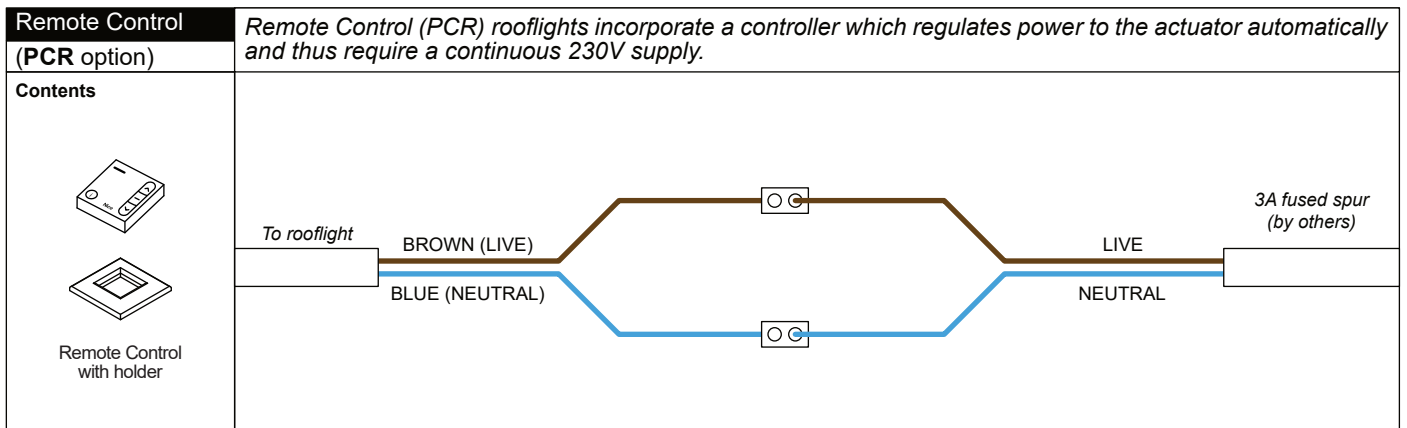 Remote Control
(PCR option)
Remote Control (PCR) rooflights incorporate a controller which regulates power to the actuator automatically
and thus require a continuous 230V supply.
Contents
Nice
Remote Control
with holder
To rooflight
BROWN (LIVE)
BLUE (NEUTRAL)
LIVE
NEUTRAL
3A fused spur
(by others)